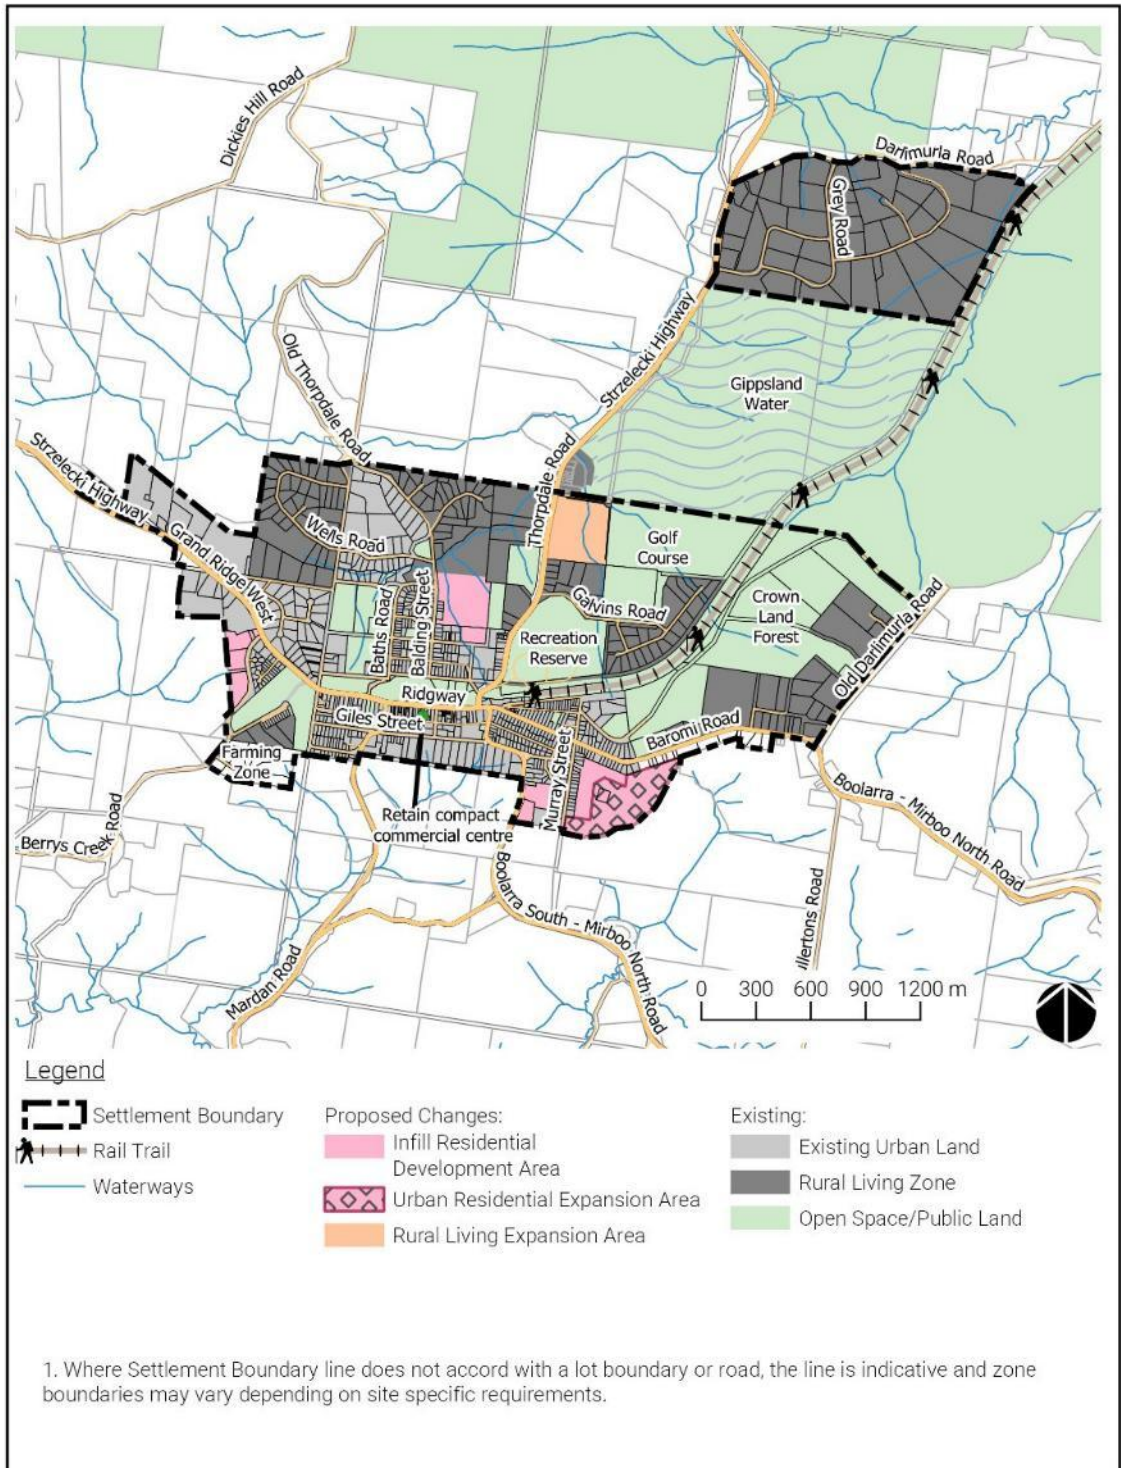 Dickies Hill Road
Darlimurla Road
Grey Road
Old Thorpdale Road
Strzelecki Highway
Gippsland
Water
Strzelecki Highway
Thorpdale Road
Grand Ridge West
Wells Road
Golf
Course
Baths Road
Balding Street
Galvins Road
Crown
Land
Forest
Recreation
Reserve
Old Darlimurla Road
Ridgway
Giles Street
Baromi Road
Farming
Zone
Murray Street
Retain compact
commercial centre
Berrys Creek Road
Boolarra - Mirboo North Road
Boolarra South - Mirboo North Road
ullertons Road
Mardan Road
0 300 600 900 1200 m
Legend
Settlement Boundary
Rail Trail
Waterways
Proposed Changes:
Infill Residential
Development Area
Urban Residential Expansion Area
Rural Living Expansion Area
Existing:
Existing Urban Land
Rural Living Zone
Open Space/Public Land
1. Where Settlement Boundary line does not accord with a lot boundary or road, the line is indicative and zone
boundaries may vary depending on site specific requirements.